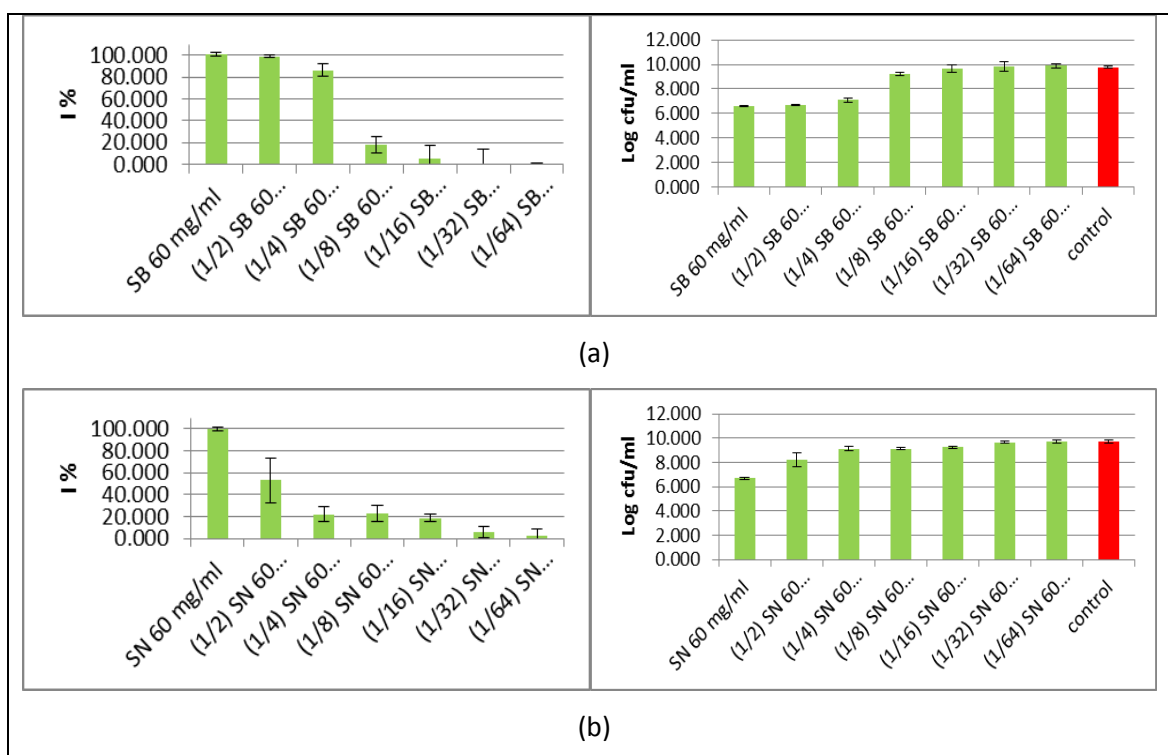 I %
100.000
80.000
60.000
40.000
20.000
0.000
SB 60 mg/ml
(1/2) SB 60...
(1/4) SB 60...
(1/8) SB 60...
(1/16) SB...
(1/32) SB...
(1/64) SB...
Log cfu/ml
12.000
10.000
8.000
6.000
4.000
2.000
0.000
SB 60 mg/ml
(1/2) SB 60...
(1/4) SB 60...
(1/8) SB 60...
(1/16) SB 60...
(1/32) SB 60...
(1/64) SB 60...
control
(a)
I %
100.000
80.000
60.000
40.000
20.000
0.000
SN 60 mg/ml
(1/2) SN 60...
(1/4) SN 60...
(1/8) SN 60...
(1/16) SN...
(1/32) SN...
(1/64) SN...
Log cfu/ml
12.000
10.000
8.000
6.000
4.000
2.000
0.000
SN 60 mg/ml
(1/2) SN 60...
(1/4) SN 60...
(1/8) SN 60...
(1/16) SN 60...
(1/32) SN 60...
(1/64) SN 60...
control
(b)